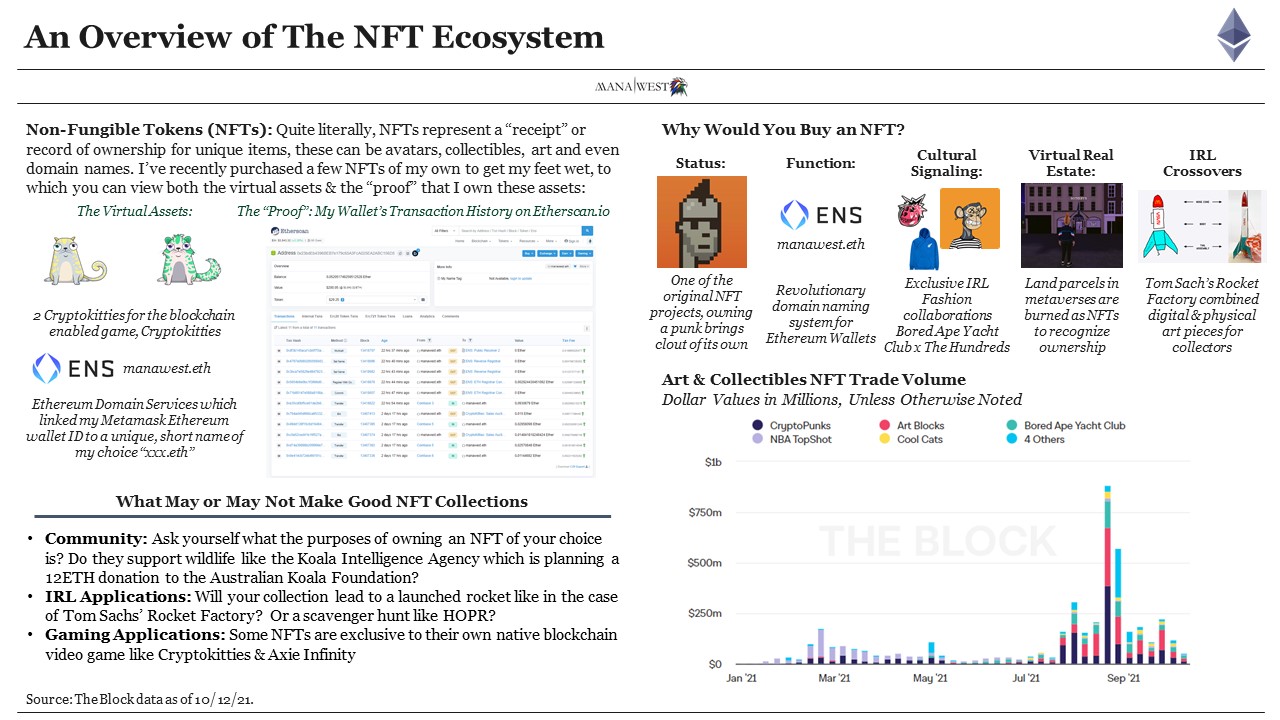 An Overview of The NFT Ecosystem
MANA|WEST
Non-Fungible Tokens (NFTs): Quite literally, NFTs represent a “receipt” or
record of ownership for unique items, these can be avatars, collectibles, art and even
domain names. I’ve recently purchased a few NFTs of my own to get my feet wet, to
which you can view both the virtual assets & the “proof” that I own these assets:
The Virtual Assets:
The “Proof”: My Wallet’s Transaction History on Etherscan.io
Etherscan
Address
Overview
Balance
Value
Token
More Info
My Name Tag:
Transactions
2 Cryptokitties for the blockchain
enabled game, Cryptokitties
ENS manawest.eth
Ethereum Domain Services which
linked my Metamask Ethereum
wallet ID to a unique, short name of
my choice “xxx.eth”
What May or May Not Make Good NFT Collections
• Community: Ask yourself what the purposes of owning an NFT of your choice
is? Do they support wildlife like the Koala Intelligence Agency which is planning a
12ETH donation to the Australian Koala Foundation?
• IRL Applications: Will your collection lead to a launched rocket like in the case
of Tom Sachs’ Rocket Factory? Or a scavenger hunt like HOPR?
• Gaming Applications: Some NFTs are exclusive to their own native blockchain
video game like Cryptokitties & Axie Infinity
Source: The Block data as of 10/12/21.
Why Would You Buy an NFT?
Status:
One of the
original NFT
projects, owning
a punk brings
clout of its own
Function:
ENS
manawest.eth
Revolutionary
domain naming
system for
Ethereum Wallets
Cultural
Signaling:
Exclusive IRL
Fashion
collaborations
Bored Ape Yacht
Club x The Hundreds
Virtual Real
Estate:
Land parcels in
metaverses are
burned as NFTs
to recognize
ownership
IRL
Crossovers
Tom Sach’s Rocket
Factory combined
digital & physical
art pieces for
collectors
Art & Collectibles NFT Trade Volume
Dollar Values in Millions, Unless Otherwise Noted
CryptoPunks
Art Blocks
Bored Ape Yacht Club
NBA TopShot
Cool Cats
4 Others
THE BLOCK
$1b
$750m
$500m
$250m
$0
Jan '21
Mar '21
May '21
Jul '21
Sep '21